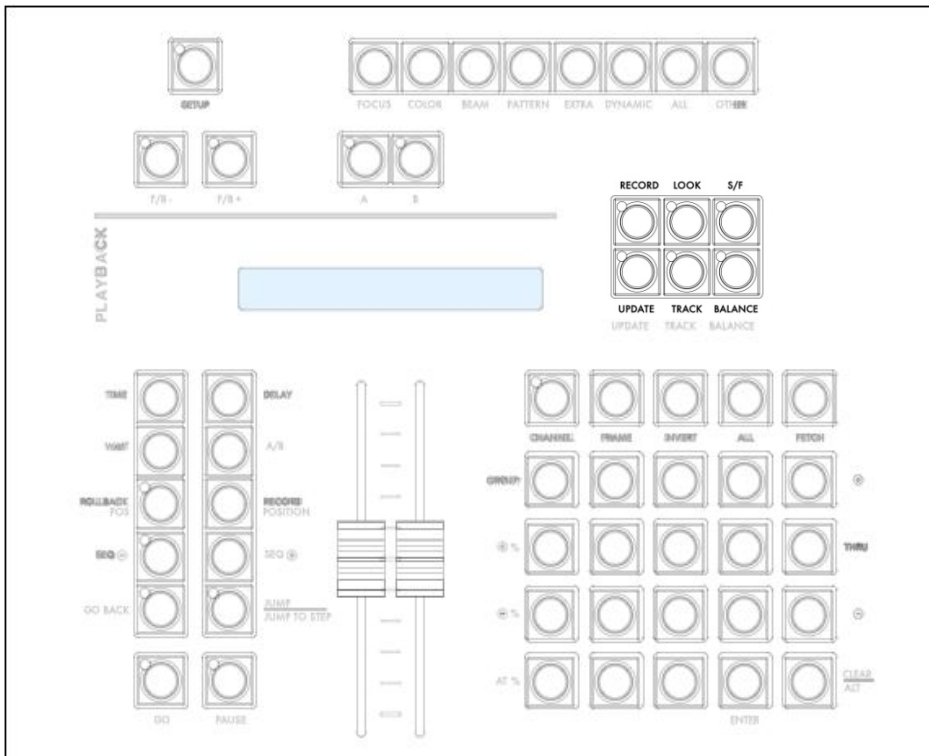 SETUP
FOCUS COLOR BEAM PATTERN EXTRA DYNAMIC ALL OTHER
F/B - F/B + A B
RECORD LOOK S/F
PLAYBACK
UPDATE TRACK BALANCE
UPDATE TRACK BALANCE
TIME DELAY
WAIT A/B
CHANNEL FRAME INVERT ALL FETCH
ROLLBACK
POS
RECORD
POSITION
GROUP +
SEQ - SEQ +
+ % THRU
GO BACK
JUMP
JUMP TO STEP
- % -
AT %
CLEAR
ALT
GO PAUSE ENTER